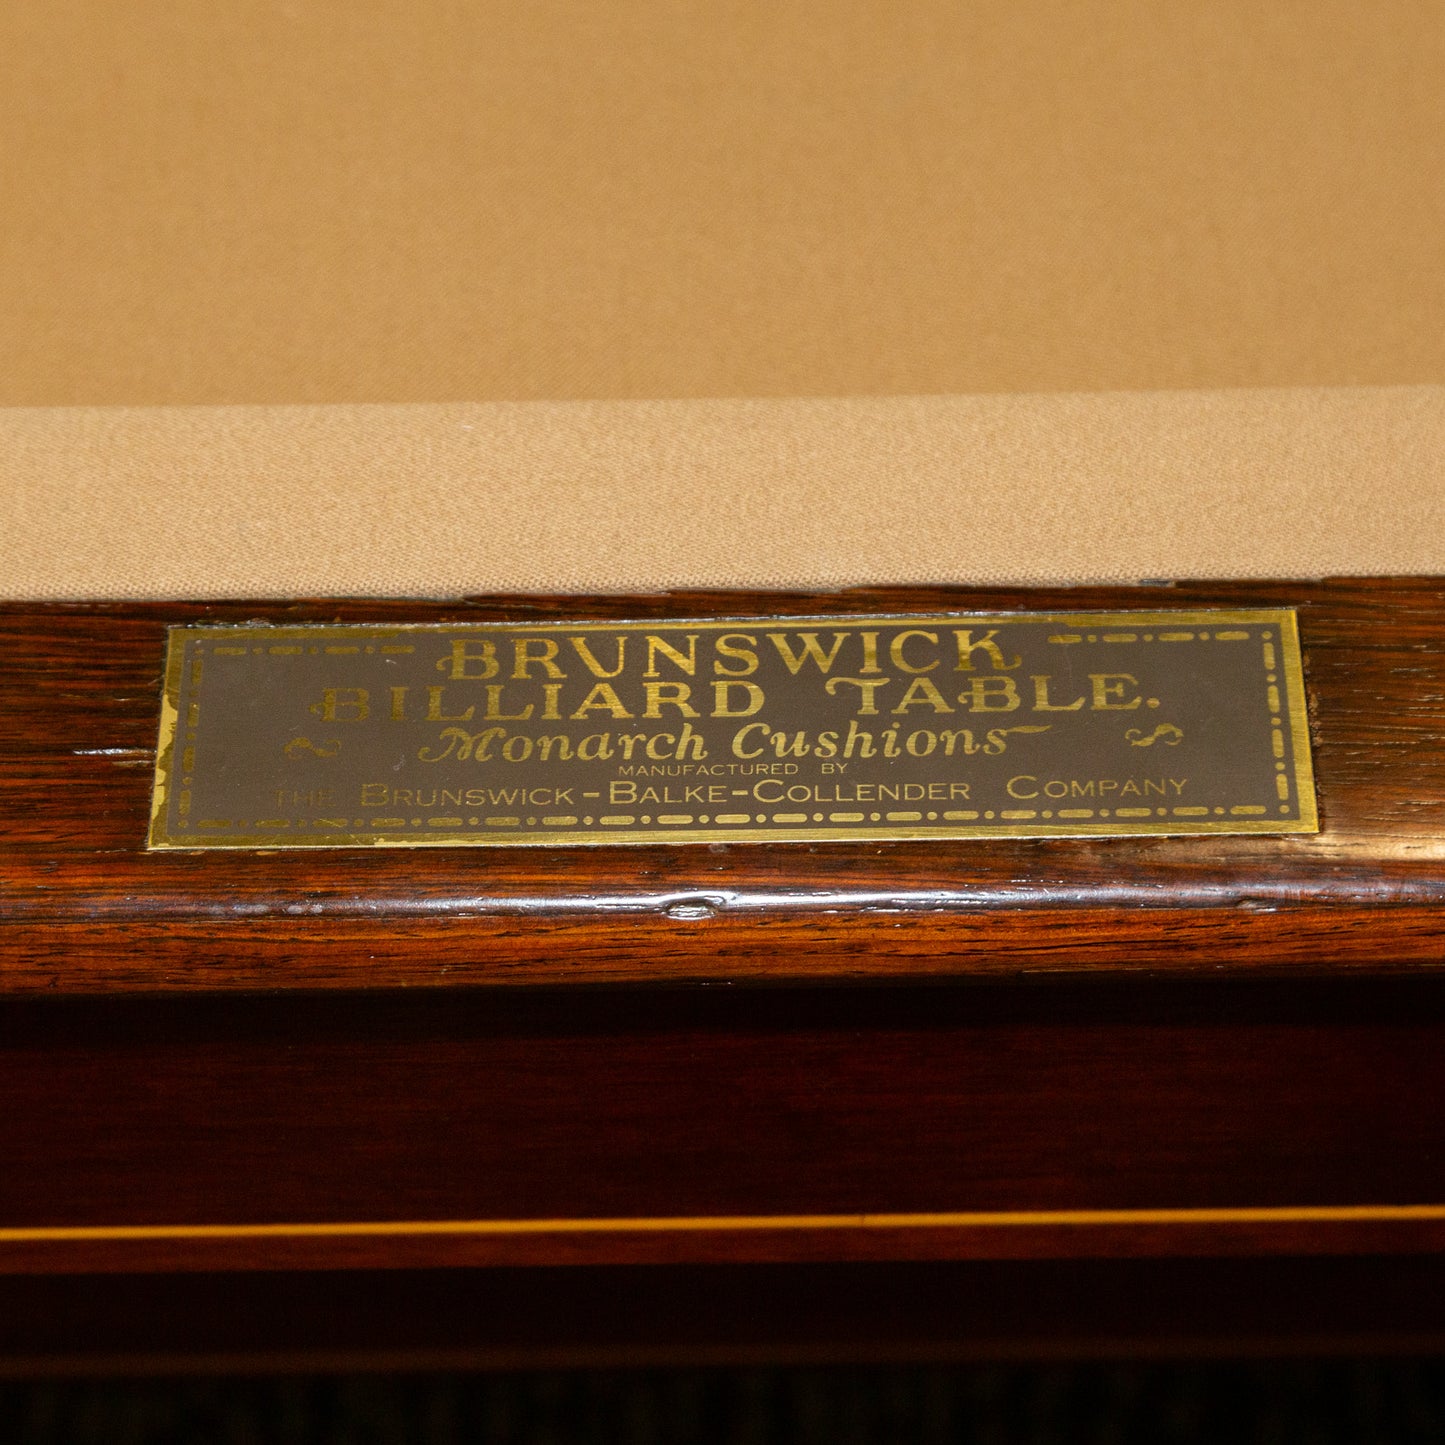 BRUNSWICK
BILLIARD TABLE.
Monarch Cushions
MANUFACTURED BY
THE BRUNSWICK-BALKE-COLLENDER COMPANY